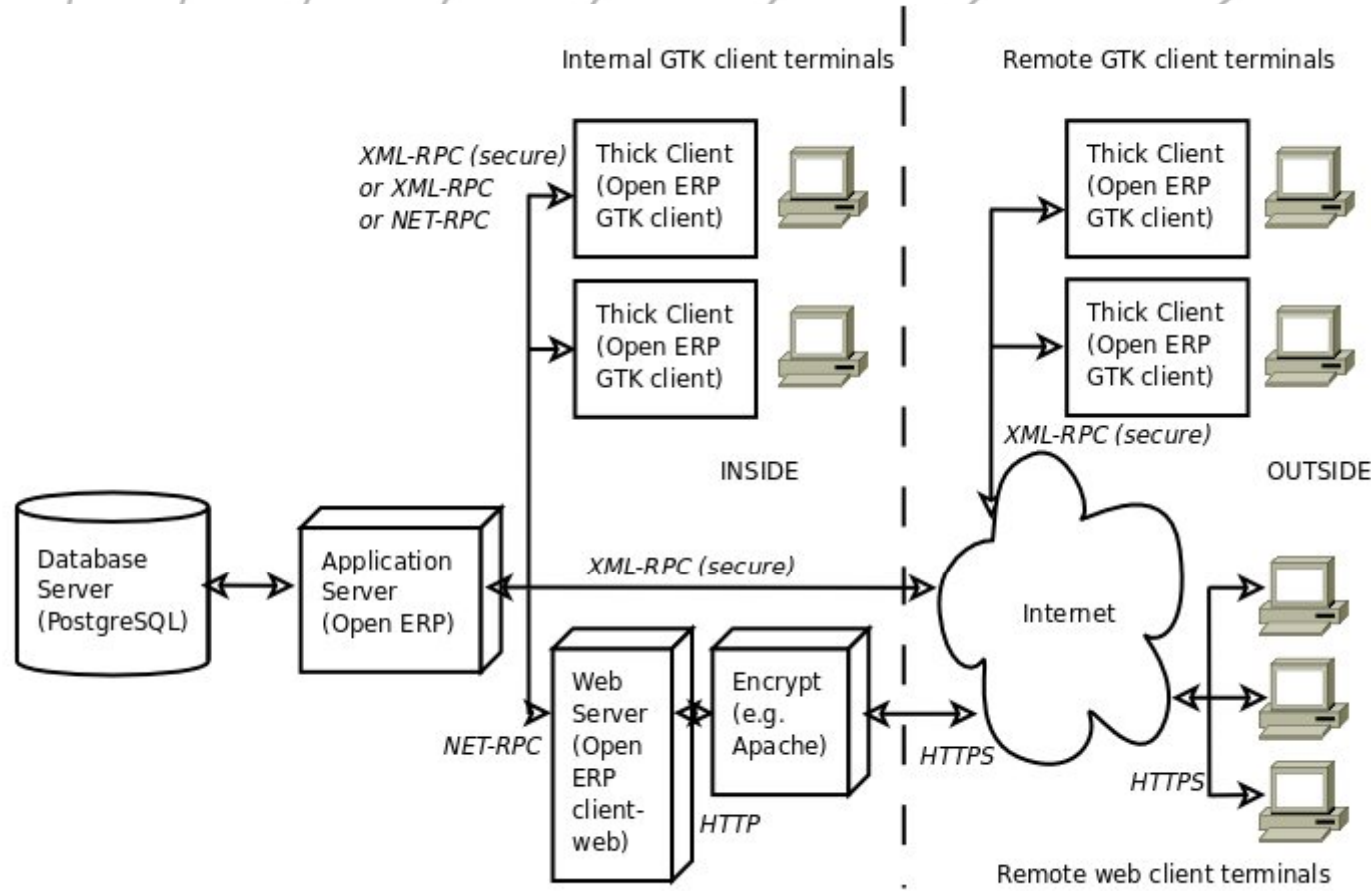 Internal GTK client terminals
Remote GTK client terminals
XML-RPC (secure)
or XML-RPC
or NET-RPC
Thick Client
(Open ERP
GTK client)
Thick Client
(Open ERP
GTK client)
Thick Client
(Open ERP
GTK client)
Thick Client
(Open ERP
GTK client)
XML-RPC (secure)
INSIDE
OUTSIDE
Database
Server
(PostgreSQL)
Application
Server
(Open ERP)
XML-RPC (secure)
Internet
Web
Server
(Open
ERP
client-
web)
Encrypt
(e.g.
Apache)
NET-RPC
HTTP
HTTPS
HTTPS
Remote web client terminals